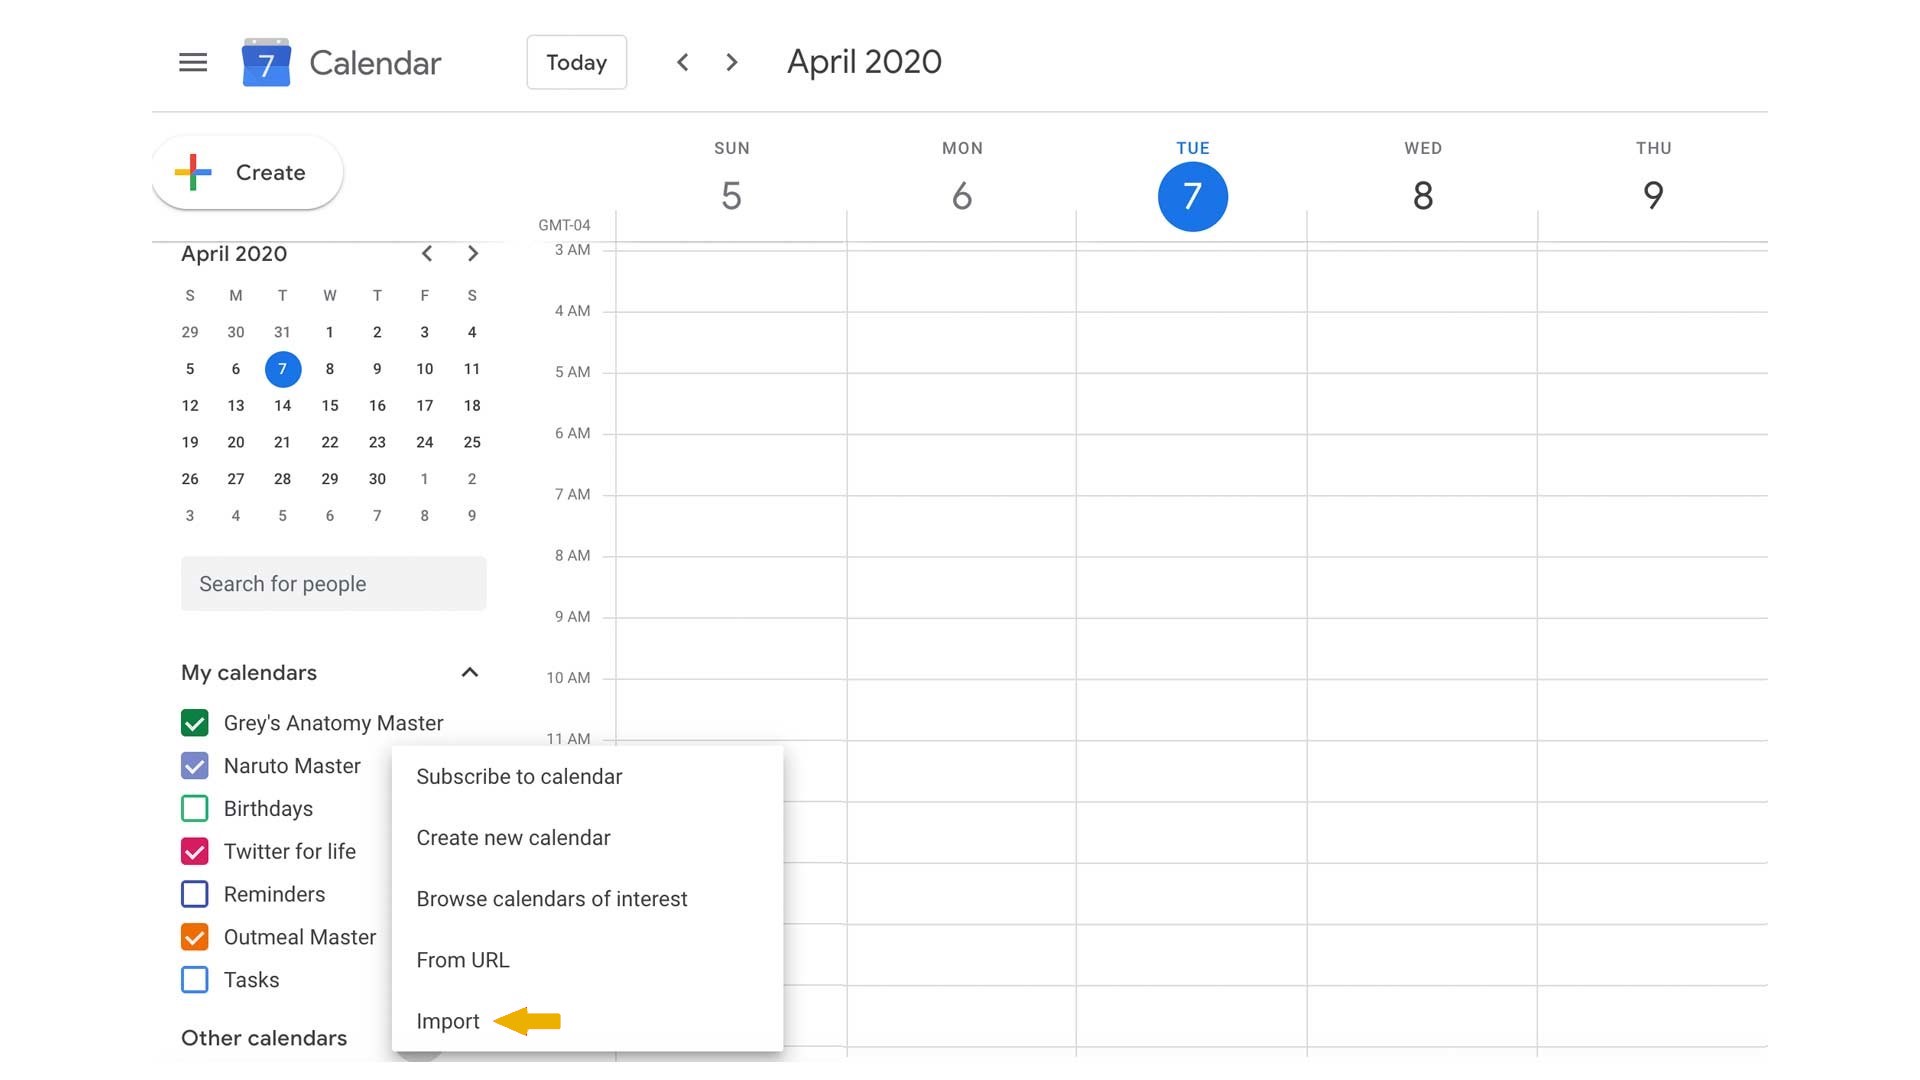 7 Calendar Today April 2020
Create
SUN MON TUE WED THU
5 6 7 8 9
GMT-04
April 2020
S M T W T F S
29 30 31 1 2 3 4
5 6 7 8 9 10 11
12 13 14 15 16 17 18
19 20 21 22 23 24 25
26 27 28 29 30 1 2
3 4 5 6 7 8 9
Search for people
My calendars
Grey's Anatomy Master
Naruto Master
Birthdays
Twitter for life
Reminders
Outmeal Master
Tasks
Other calendars
3 AM
4 AM
5 AM
6 AM
7 AM
8 AM
9 AM
10 AM
11 AM
Subscribe to calendar
Create new calendar
Browse calendars of interest
From URL
Import